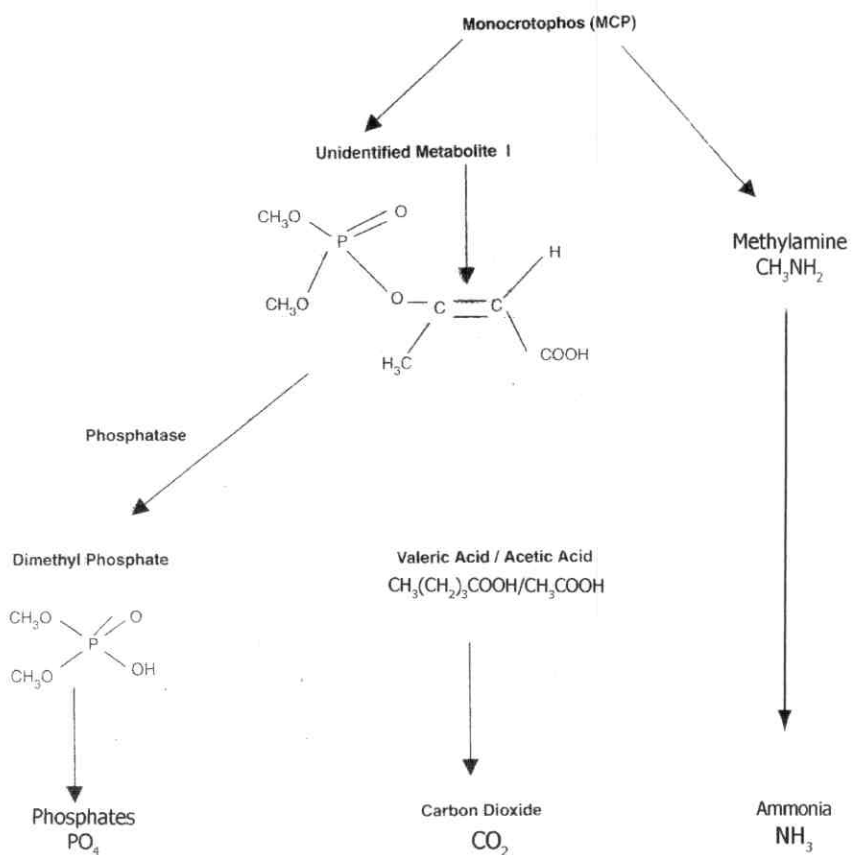 Monocrotophos (MCP)
Unidentified Metabolite I
CH₃O
O
P
CH₃O
O
C
C
H
H₃C
COOH
Methylamine
CH₃NH₂
Phosphatase
Dimethyl Phosphate
CH₃O
O
P
CH₃O
OH
Valeric Acid / Acetic Acid
CH₃(CH₂)₃COOH/CH₃COOH
Phosphates
PO₄
Carbon Dioxide
CO₂
Ammonia
NH₃